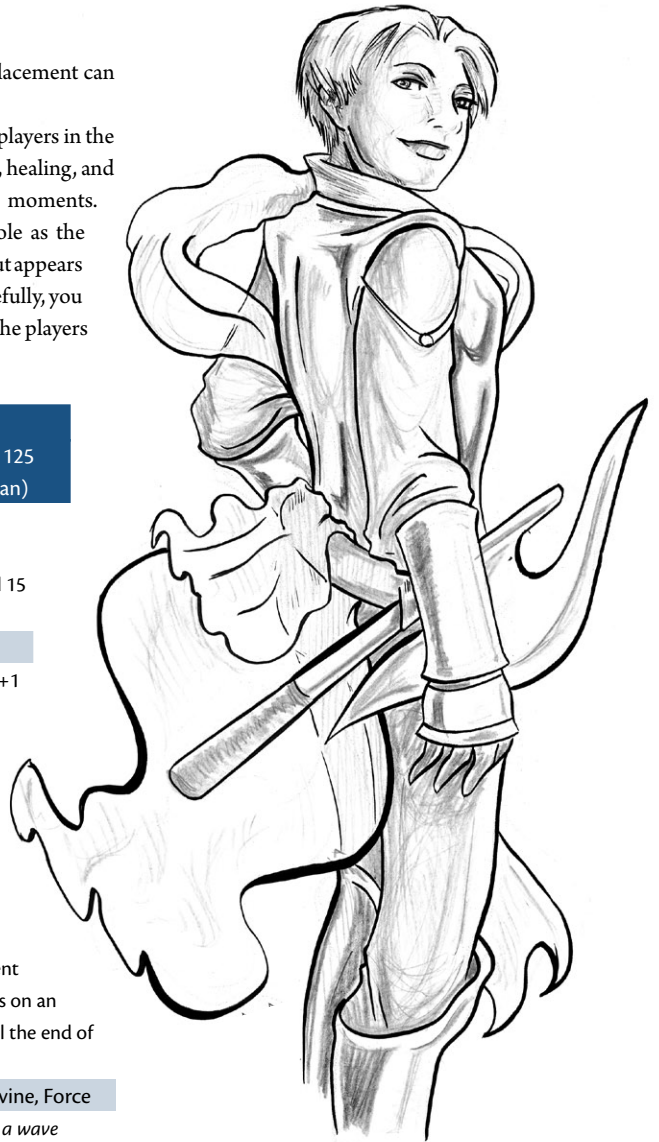 lacement can
players in the
, healing, and
moments.
ble as the
ut appears
efully, you
he players
125
an)
15
+1
ent
s on an
l the end of
vine, Force
a wave